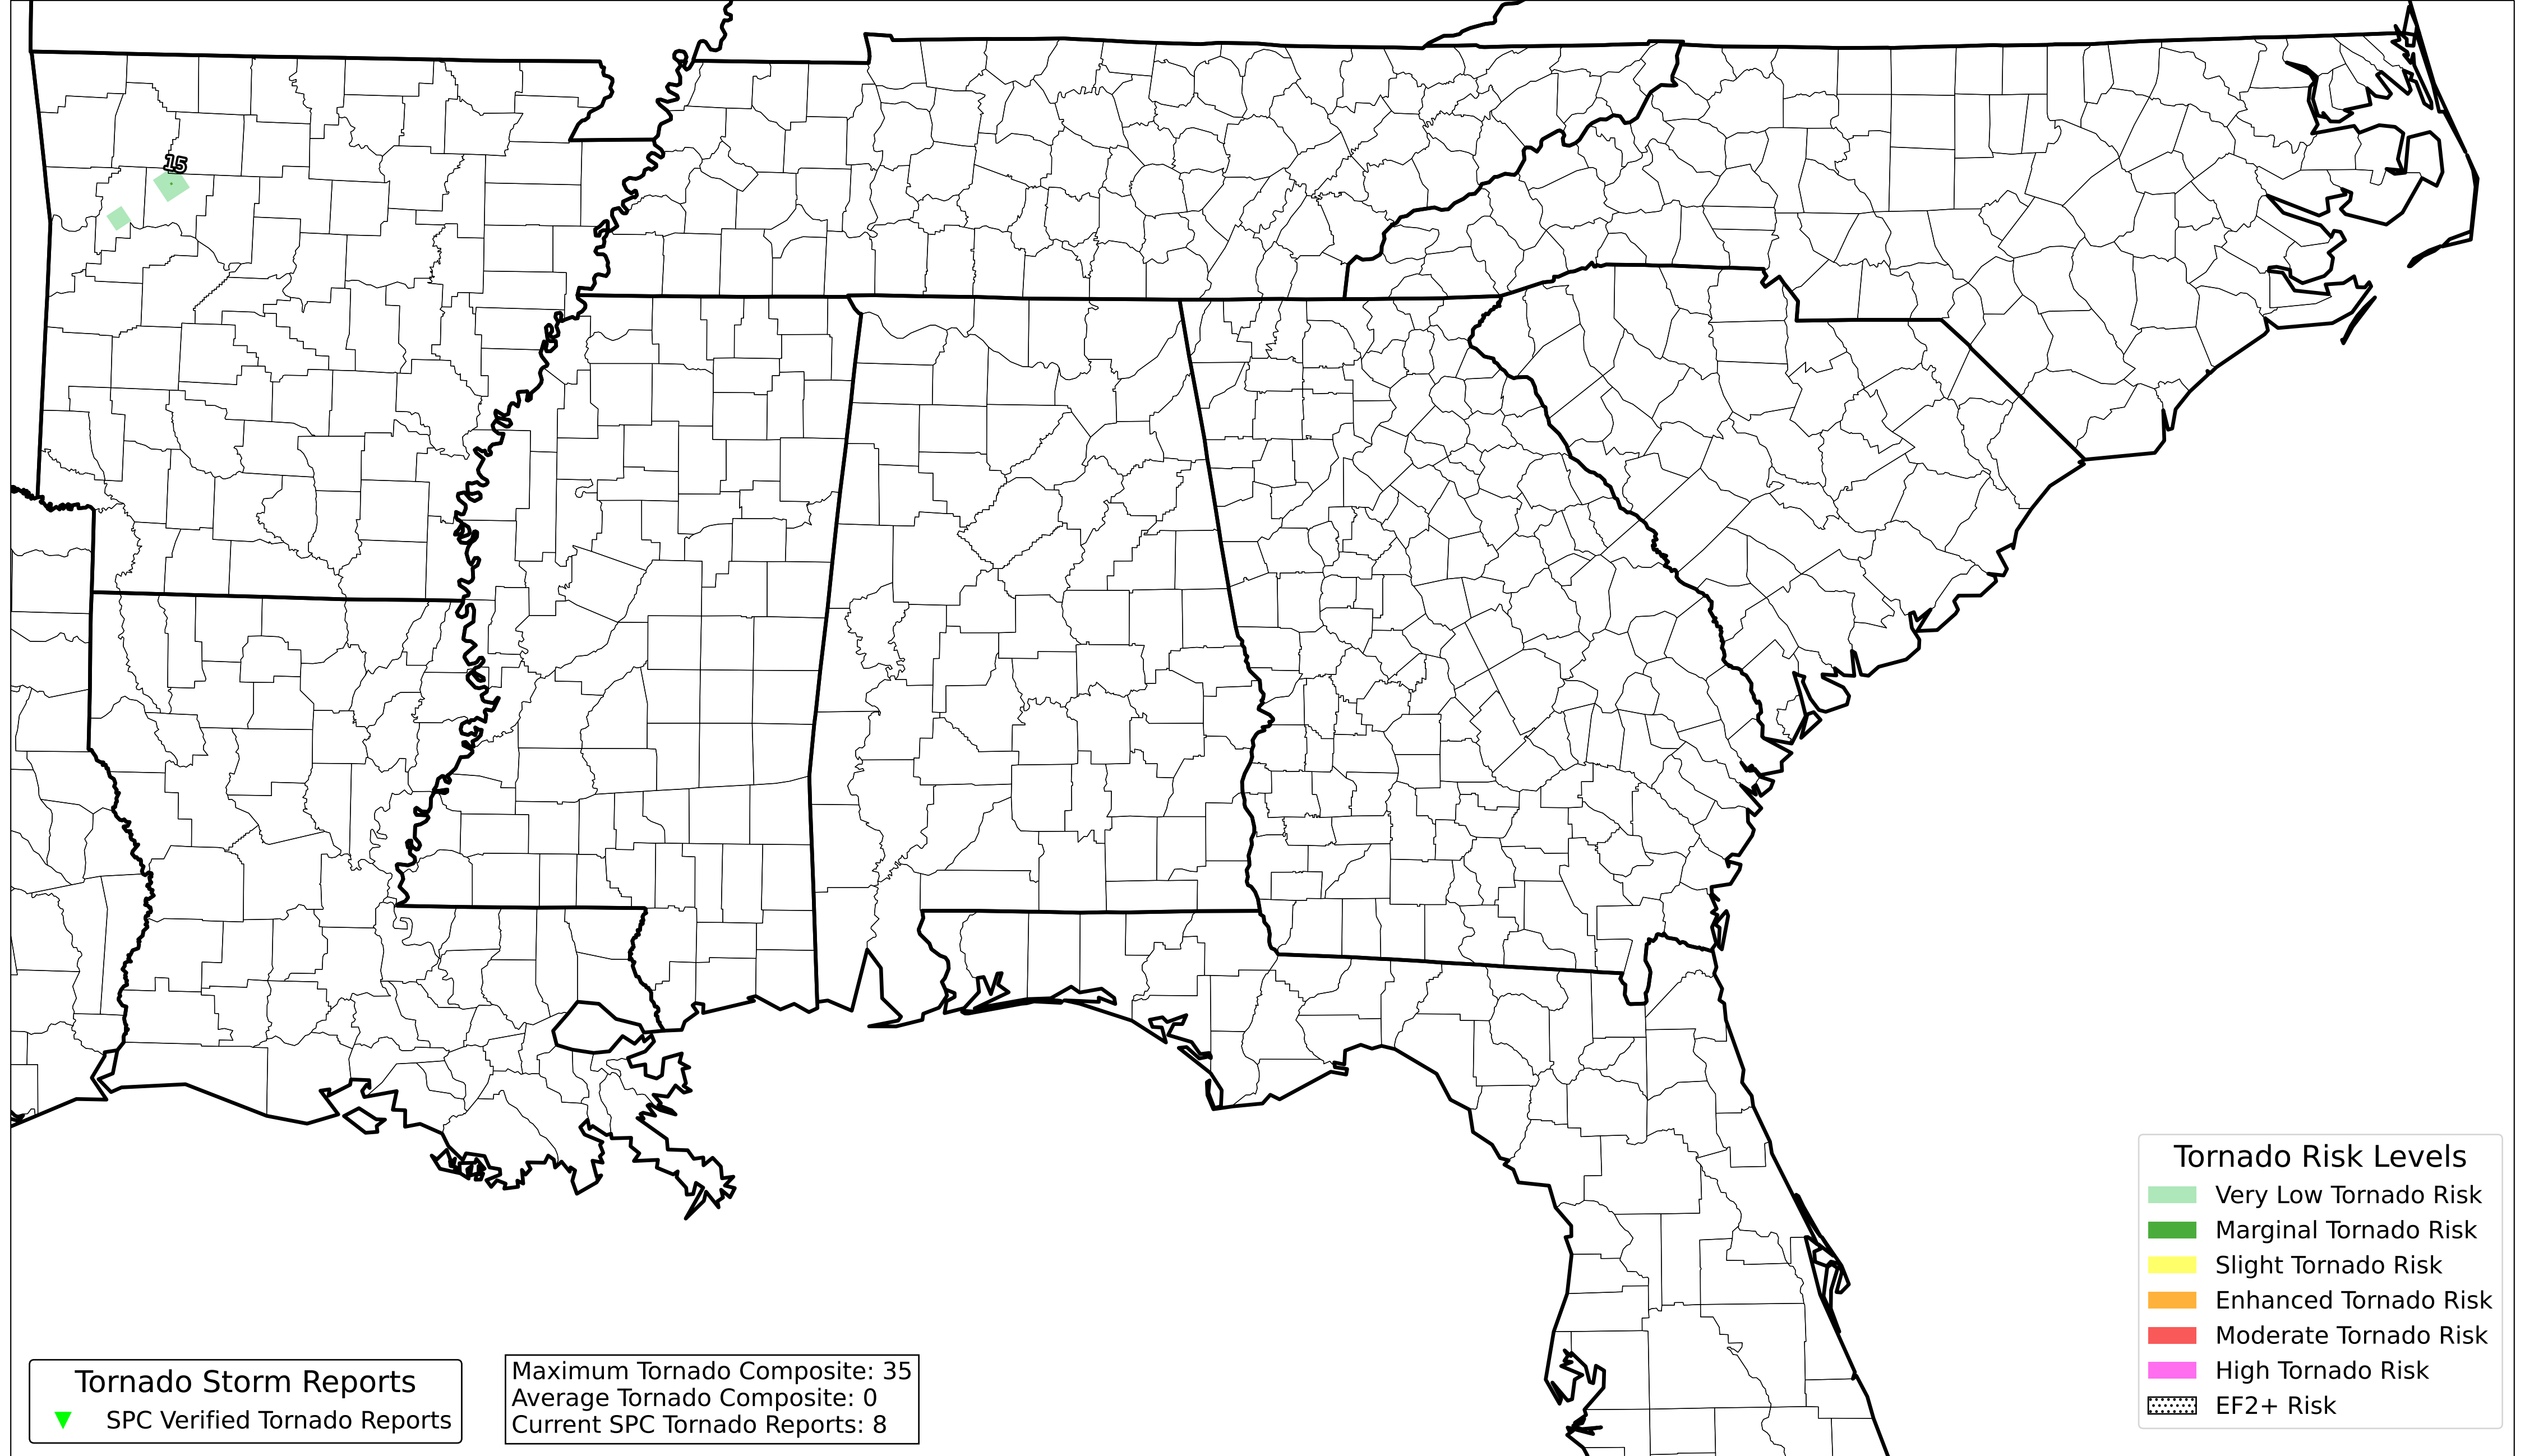 15
Tornado Risk Levels
Very Low Tornado Risk
Marginal Tornado Risk
Slight Tornado Risk
Enhanced Tornado Risk
Moderate Tornado Risk
High Tornado Risk
EF2+ Risk
Tornado Storm Reports
SPC Verified Tornado Reports
Maximum Tornado Composite: 35
Average Tornado Composite: 0
Current SPC Tornado Reports: 8